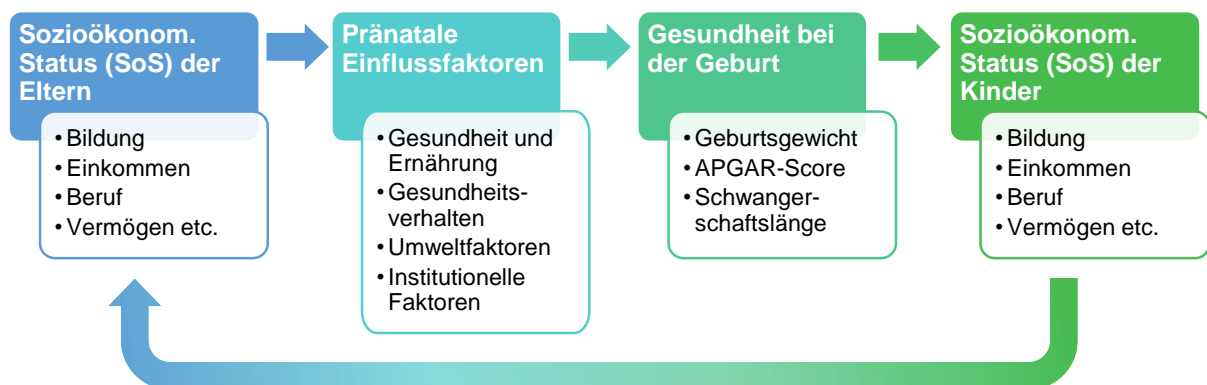 Sozioökonom.
Status (SoS) der
Eltern
• Bildung
• Einkommen
• Beruf
• Vermögen etc.
Pränatale
Einflussfaktoren
• Gesundheit und
Ernährung
• Gesundheits-
verhalten
• Umweltfaktoren
• Institutionelle
Faktoren
Gesundheit bei
der Geburt
• Geburtsgewicht
• APGAR-Score
• Schwanger-
schaftslänge
Sozioökonom.
Status (SoS) der
Kinder
• Bildung
• Einkommen
• Beruf
• Vermögen etc.